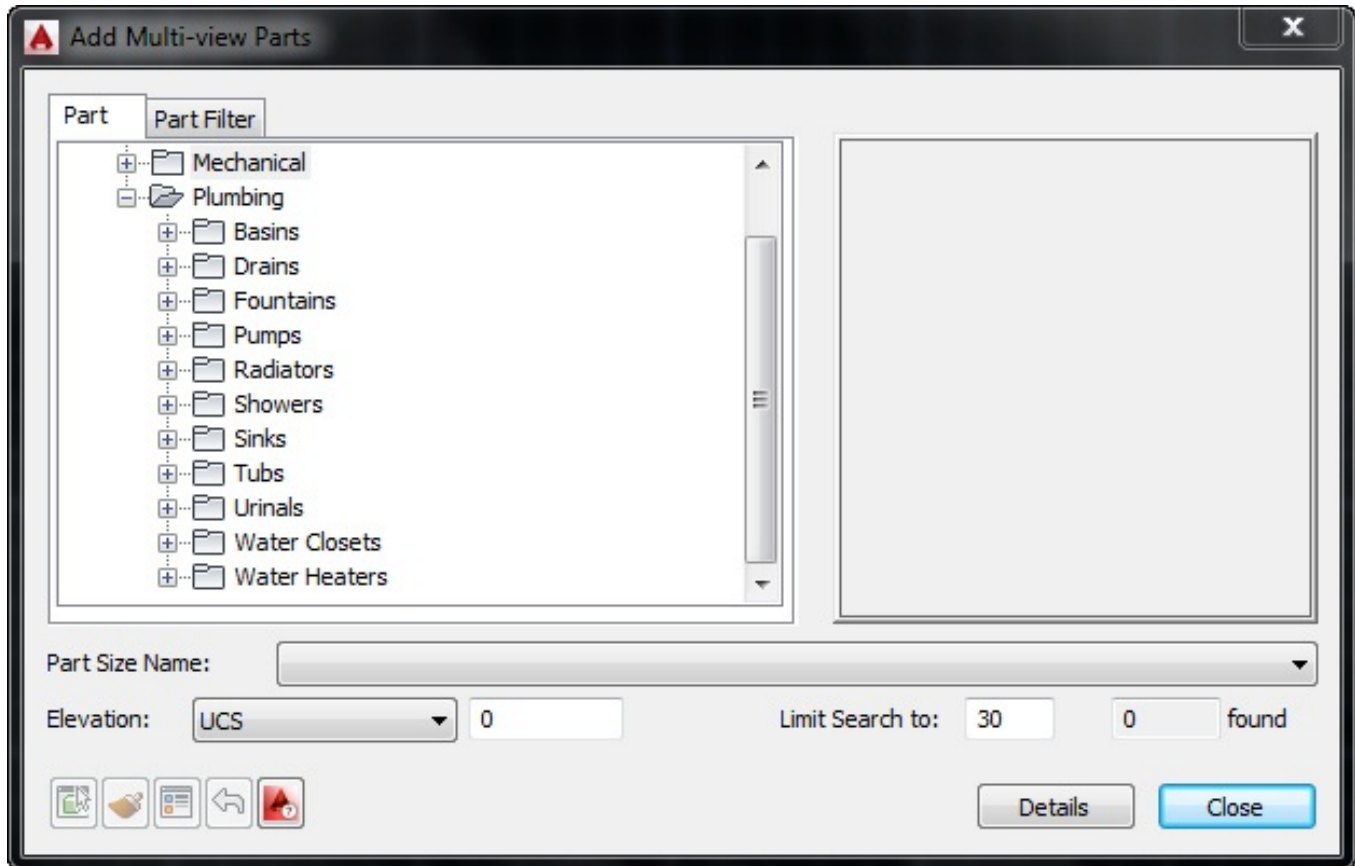 Add Multi-view Parts
Part Part Filter
Mechanical
Plumbing
Basins
Drains
Fountains
Pumps
Radiators
Showers
Sinks
Tubs
Urinals
Water Closets
Water Heaters
Part Size Name:
Elevation: UCS 0 Limit Search to: 30 0 found
Details Close